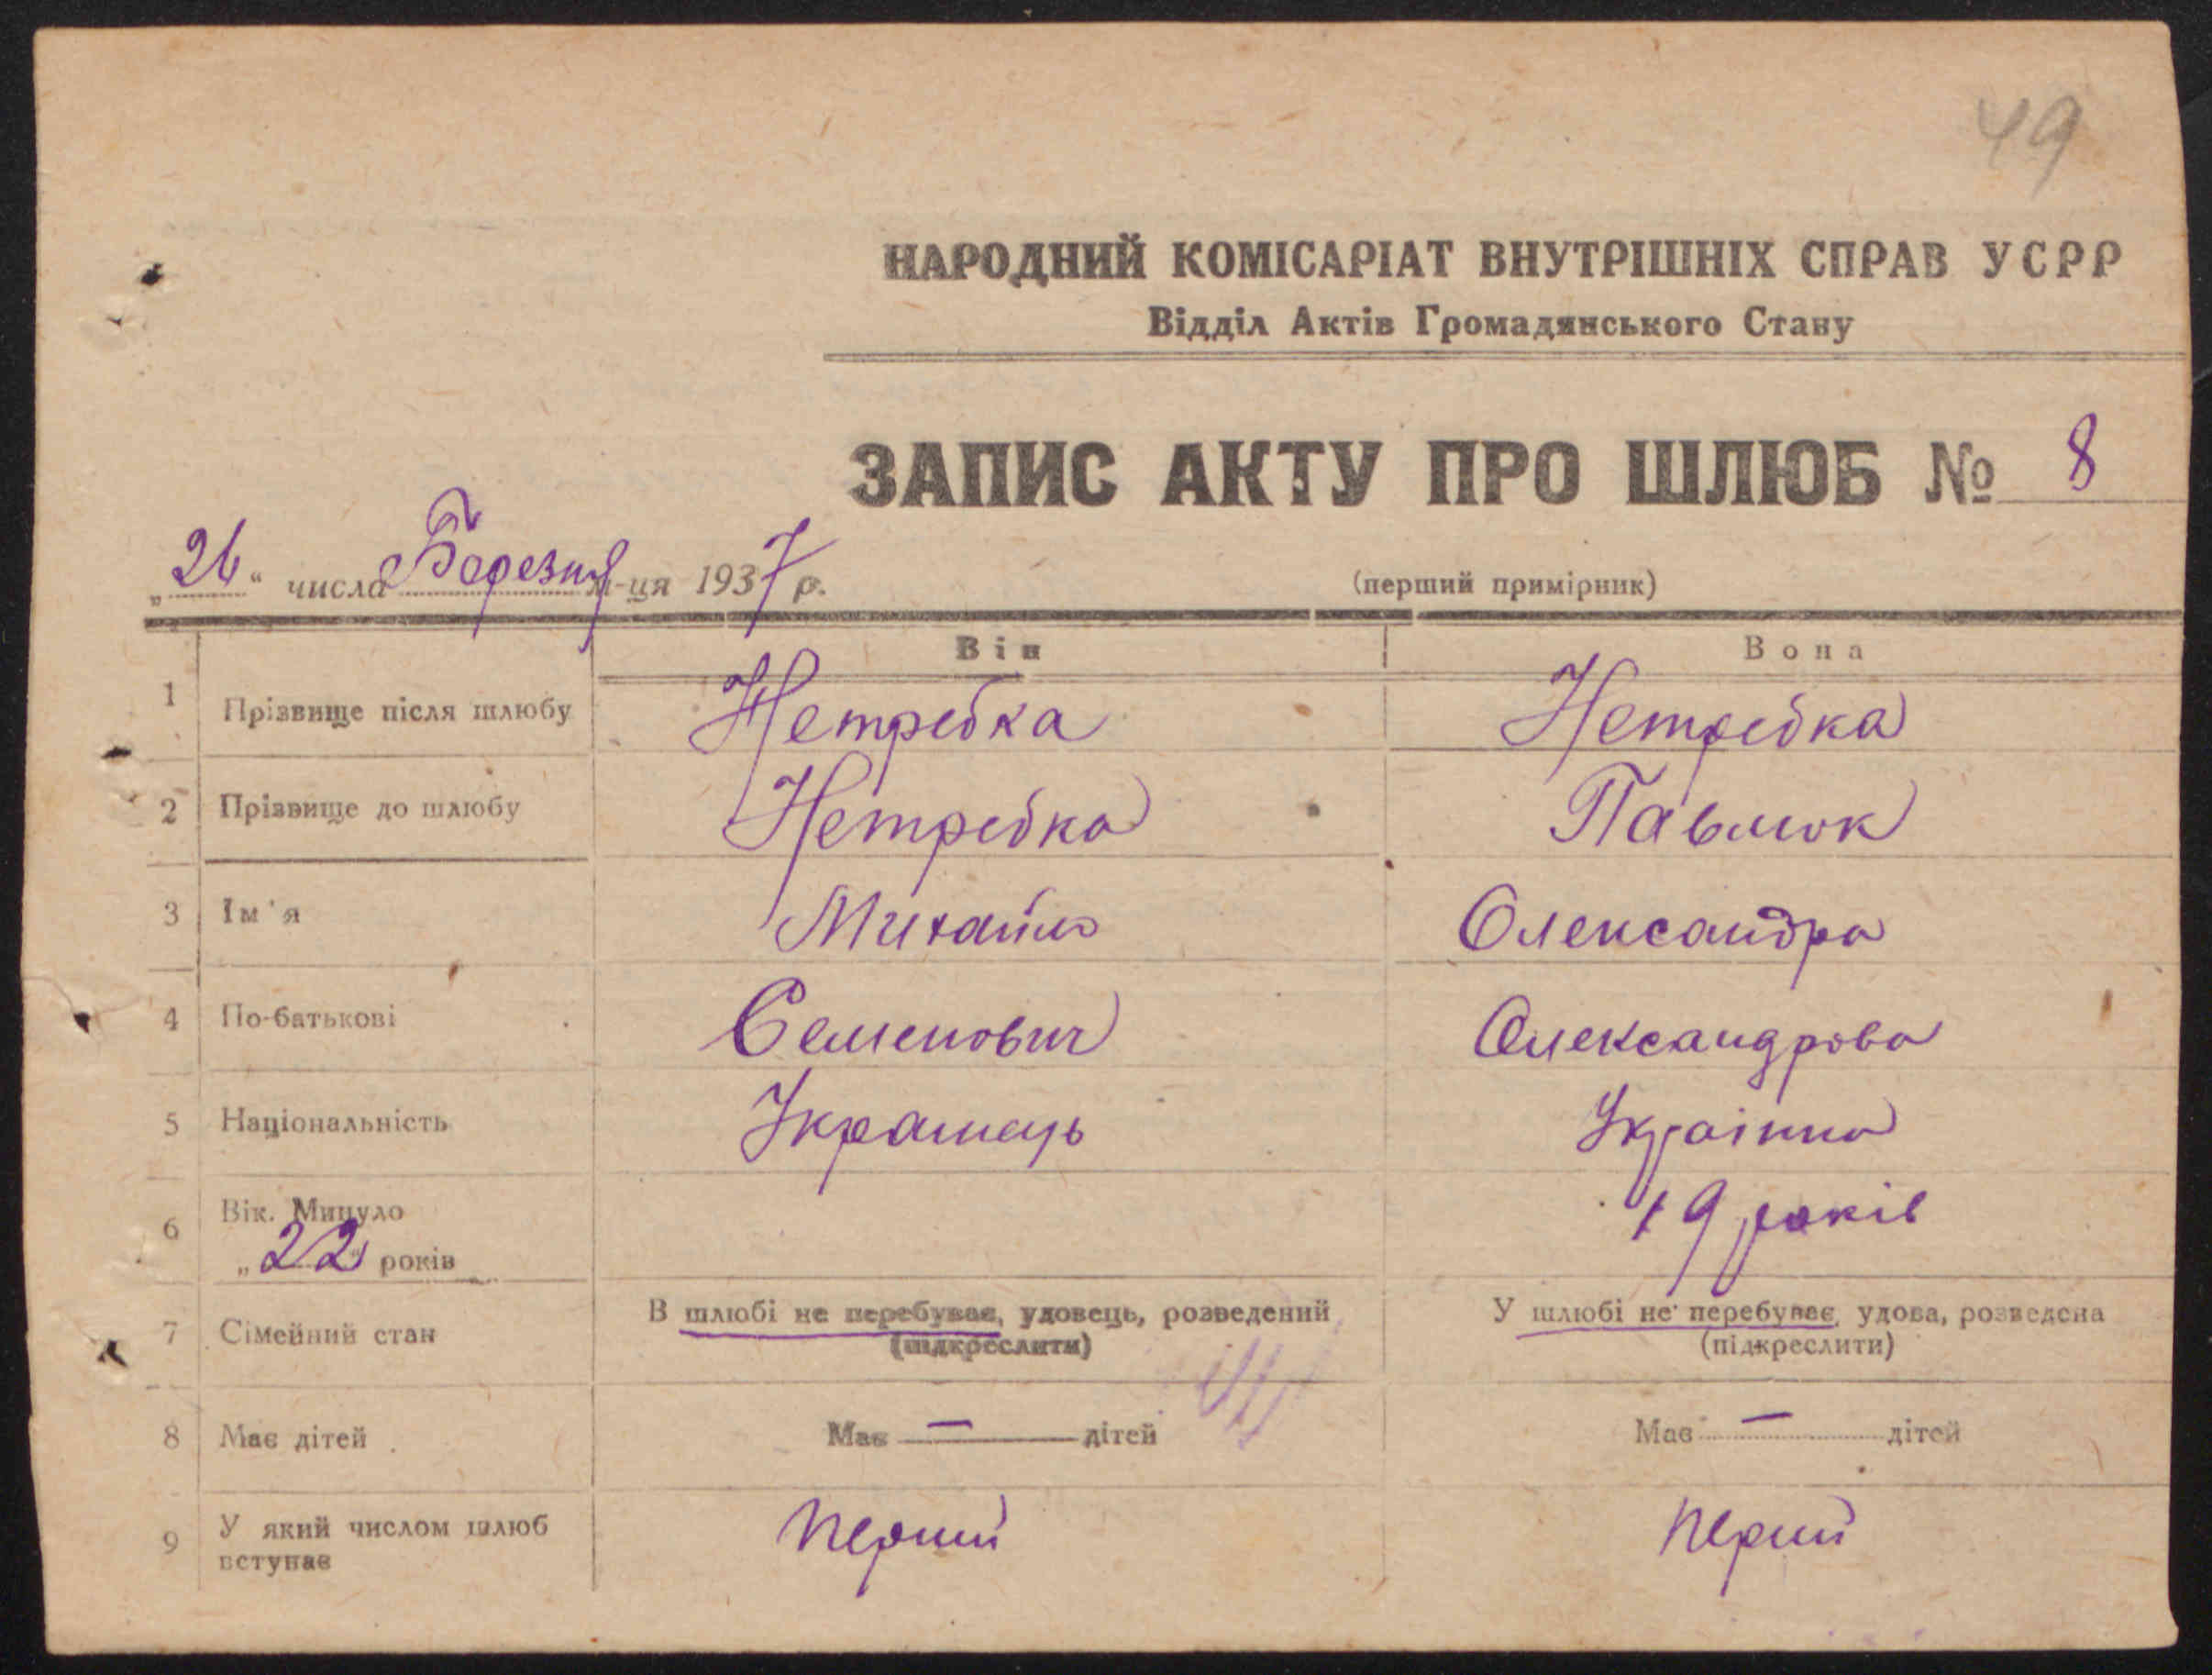 49
НАРОДНИЙ КОМІСАРІАТ ВНУТРІШНІХ СПРАВ УСРР
Відділ Актів Громадянського Стану
ЗАПИС АКТУ ПРО ШЛЮБ № 8
„26“ числа Березня м-ця 1937 р. (перший примірник)
Він Вона
1 Прізвище після шлюбу Нетребка Нетребка
2 Прізвище до шлюбу Нетребка Павлюк
3 Ім'я Михайло Олександра
4 По-батькові Семенович Олександрова
5 Національність Українець Українка
6 Вік. Минуло 19 років
„22“ років
7 Сімейний стан В шлюбі не перебуває, удовець, розведений У шлюбі не перебуває, удова, розведена
(підкреслити) (підкреслити)
8 Має дітей Має — дітей Має — дітей
9 У який числом шлюб Перший Перший
вступає